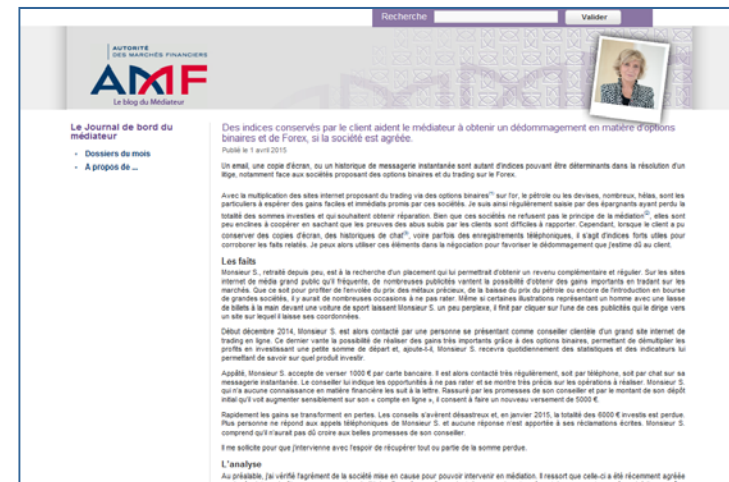 Recherche
Valider
AUTORITÉ
DES MARCHÉS FINANCIERS
AMF
Le blog du Médiateur
Le Journal de bord du
médiateur
Dossiers du mois
A propos de ...
Des indices conservés par le client aident le médiateur à obtenir un dédommagement en matière d'options
binaires et de Forex, si la société est agréée.
Publié le 1 avril 2015
Un email, une copie d'écran, ou un historique de messagerie instantanée sont autant d'indices pouvant être déterminants dans la résolution d'un
litige, notamment face aux sociétés proposant des options binaires et du trading sur le Forex.
Avec la multiplication des sites internet proposant du trading via des options binaires(1) sur l'or, le pétrole ou les devises, nombreux, hélas, sont les
particuliers à espérer des gains faciles et immédiats promis par ces sociétés. Je suis ainsi régulièrement saisie par des épargnants ayant perdu la
totalité des sommes investies et qui souhaitent obtenir réparation. Bien que ces sociétés ne refusent pas le principe de la médiation(2), elles sont
peu enclines à coopérer en sachant que les preuves des abus subis par les clients sont difficiles à rapporter. Cependant, lorsque le client a pu
conserver des copies d'écran, des historiques de chat(3), voire parfois des enregistrements téléphoniques, il s'agit d'indices forts utiles pour
corroborer les faits relatés. Je peux alors utiliser ces éléments dans la négociation pour favoriser le dédommagement que j'estime dû au client.
Les faits
Monsieur S., retraité depuis peu, est à la recherche d'un placement qui lui permettrait d'obtenir un revenu complémentaire et régulier. Sur les sites
internet de média grand public qu'il fréquente, de nombreuses publicités vantent la possibilité d'obtenir des gains importants en tradant sur les
marchés. Que ce soit pour profiter de l'envolée du prix des métaux précieux, de la baisse du prix du pétrole ou encore de l'introduction en bourse
de grandes sociétés, il y aurait de nombreuses occasions à ne pas rater. Même si certaines illustrations représentant un homme avec une liasse
de billets à la main devant une voiture de sport laissent Monsieur S. un peu perplexe, il finit par cliquer sur l'une de ces publicités qui le dirige vers
un site sur lequel il laisse ses coordonnées.
Début décembre 2014, Monsieur S. est alors contacté par une personne se présentant comme conseiller clientèle d'un grand site internet de
trading en ligne. Ce dernier vante la possibilité de réaliser des gains très importants grâce à des options binaires, permettant de démultiplier les
profits en investissant une petite somme de départ et, ajoute-t-il, Monsieur S. recevra quotidiennement des statistiques et des indicateurs lui
permettant de savoir sur quel produit investir.
Appâté, Monsieur S. accepte de verser 1000 € par carte bancaire. Il est alors contacté très régulièrement, soit par téléphone, soit par chat sur sa
messagerie instantanée. Le conseiller lui indique les opportunités à ne pas rater et se montre très précis sur les opérations à réaliser. Monsieur S.
qui n'a aucune connaissance en matière financière les suit à la lettre. Rassuré par les promesses de son conseiller et par le montant de son dépôt
initial qu'il voit augmenter sensiblement sur son « compte en ligne », il consent à faire un nouveau versement de 5000 €.
Rapidement les gains se transforment en pertes. Les conseils s'avèrent désastreux et, en janvier 2015, la totalité des 6000 € investis est perdue.
Plus personne ne répond aux appels téléphoniques de Monsieur S. et aucune réponse n'est apportée à ses réclamations écrites. Monsieur S.
comprend qu'il n'aurait pas dû croire aux belles promesses de son conseiller.
Il me sollicite pour que j'intervienne avec l'espoir de récupérer tout ou partie de la somme perdue.
L'analyse
Au préalable, j'ai vérifié l'agrément de la société mise en cause pour pouvoir intervenir en médiation. Il ressort que celle-ci a été récemment agréée